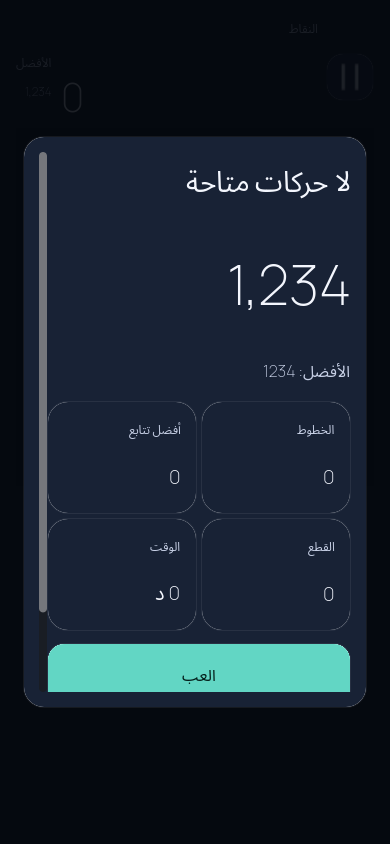 النقاط
الأفضل
1234
0
لا حركات متاحة
1,234
الأفضل: 1234
الخطوط
0
أفضل تتابع
0
القطع
0
الوقت
0 د
العب